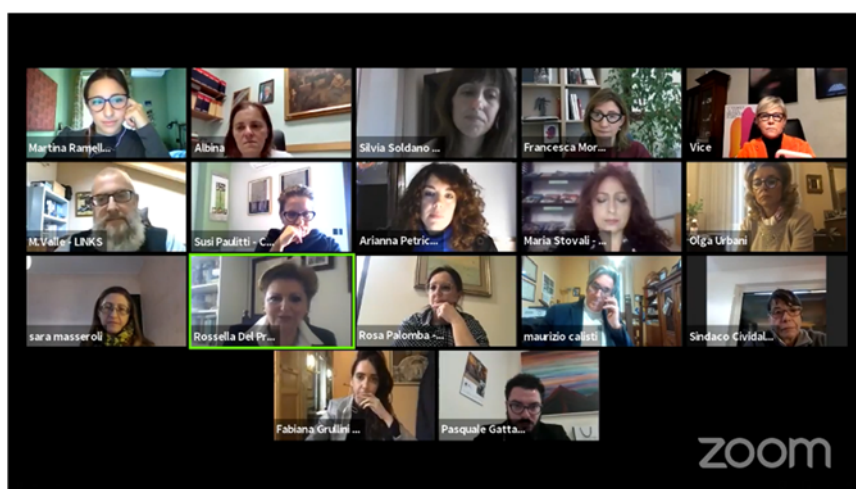 Martina Ramell...
Albina
Silvia Soldano ...
Francesca Mor...
Vice
M.Valle - LINKS
Susi Paulitti - C...
Arianna Petric...
Maria Stovali - ...
Olga Urbani
sara masseroli
Rossella Del Pr...
Rosa Palomba -...
maurizio calisti
Sindaco Cividal...
Fabiana Grullini ...
Pasquale Gatta...
zoom